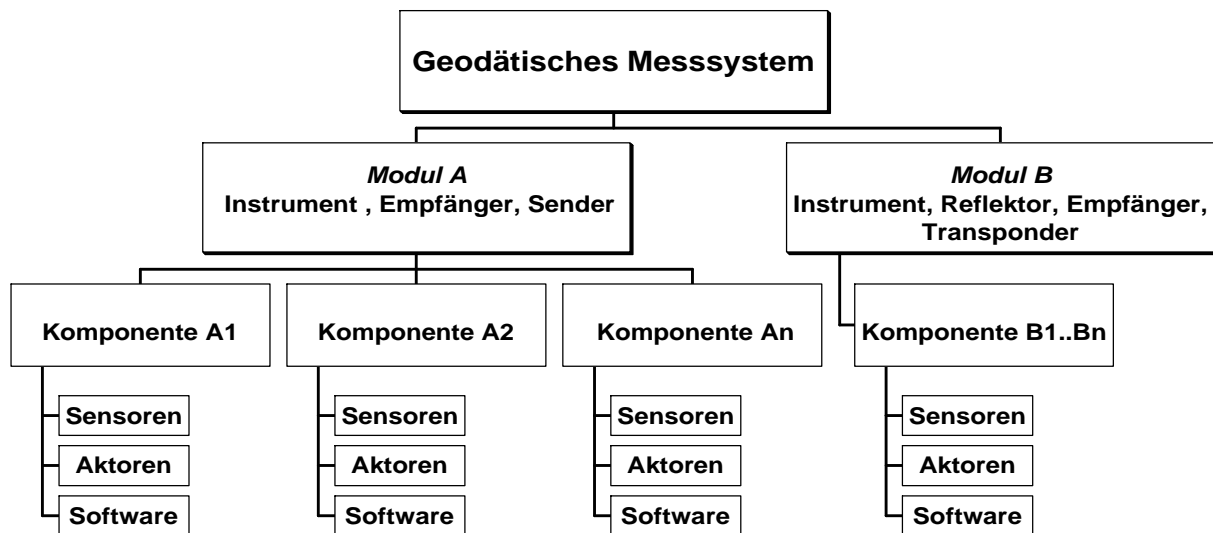 Geodätisches Messsystem
Modul A
Instrument , Empfänger, Sender
Modul B
Instrument, Reflektor, Empfänger,
Transponder
Komponente A1
Komponente A2
Komponente An
Komponente B1..Bn
Sensoren
Sensoren
Sensoren
Sensoren
Aktoren
Aktoren
Aktoren
Aktoren
Software
Software
Software
Software